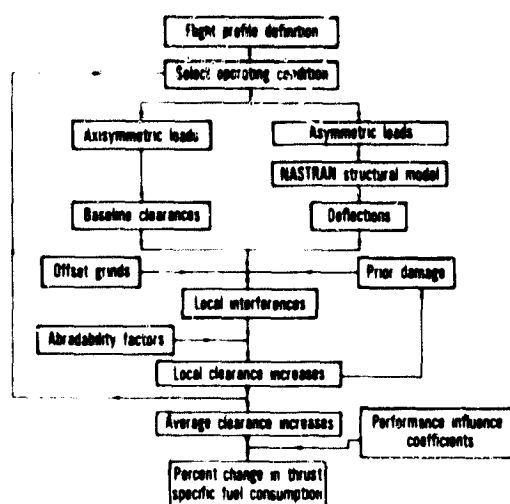 Flight profile definition
Select operating condition
Axisymmetric loads
Asymmetric loads
NASTRAN structural model
Baseline clearances
Deflections
Offset grinds
Prior damage
Local interferences
Abradability factors
Local clearance increases
Average clearance increases
Performance influence
coefficients
Percent change in thrust
specific fuel consumption